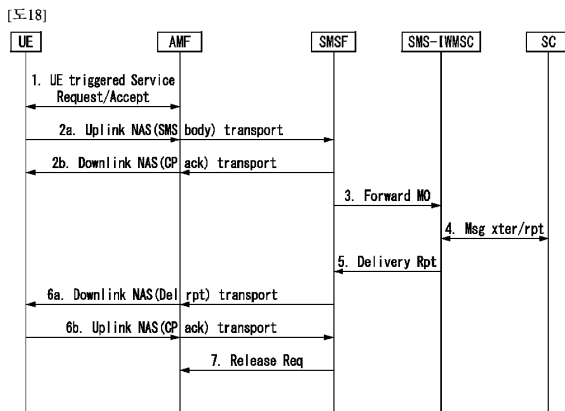 [도18]
UE AMF SMSF SMS-IWMSC SC
1. UE triggered Service
Request/Accept
2a. Uplink NAS(SMS body) transport
2b. Downlink NAS(CP ack) transport
3. Forward MO
4. Msg xter/rpt
5. Delivery Rpt
6a. Downlink NAS(Del rpt) transport
6b. Uplink NAS(CP ack) transport
7. Release Req